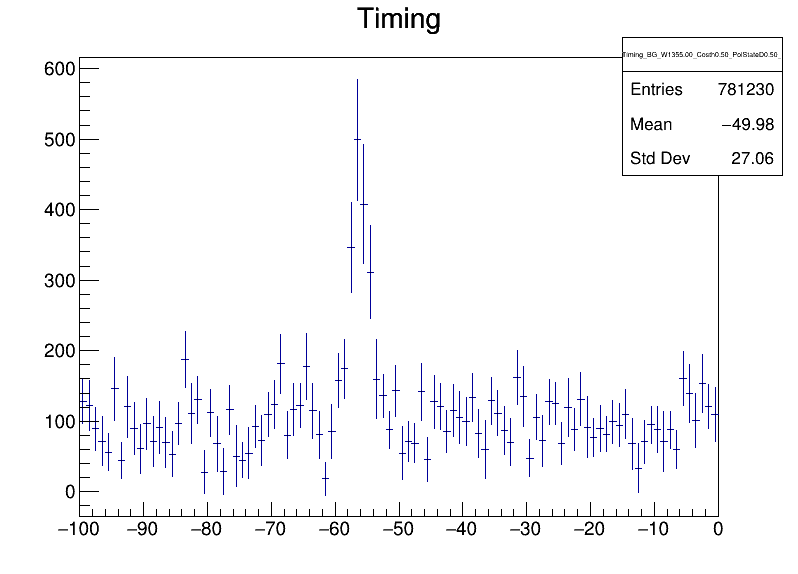 Timing
Timing_BG_W1355.00_Costh0.50_PolStateD0.50_
Entries 781230
Mean −49.98
Std Dev 27.06
600
500
400
300
200
100
0
−100 −90 −80 −70 −60 −50 −40 −30 −20 −10 0